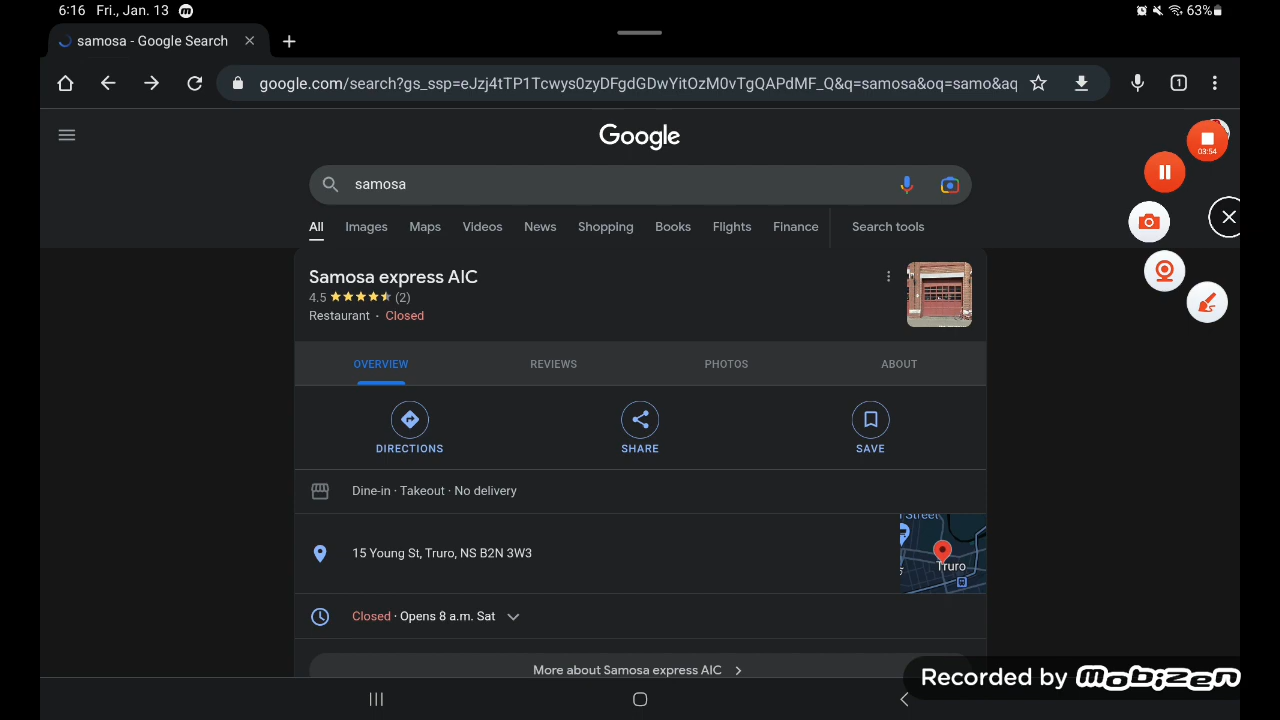 6:16 Fri., Jan. 13
63%
samosa - Google Search
google.com/search?gs_ssp=eJzj4tTP1Tcwys0zyDFgdGDwYitOzM0vTgQAPdMF_Q&q=samosa&oq=samo&aq
1
Google
03:54
samosa
All Images Maps Videos News Shopping Books Flights Finance Search tools
Samosa express AIC
4.5 (2)
Restaurant · Closed
OVERVIEW REVIEWS PHOTOS ABOUT
DIRECTIONS SHARE SAVE
Dine-in · Takeout · No delivery
Street
15 Young St, Truro, NS B2N 3W3
Truro
Closed · Opens 8 a.m. Sat
More about Samosa express AIC
Recorded by mobizen